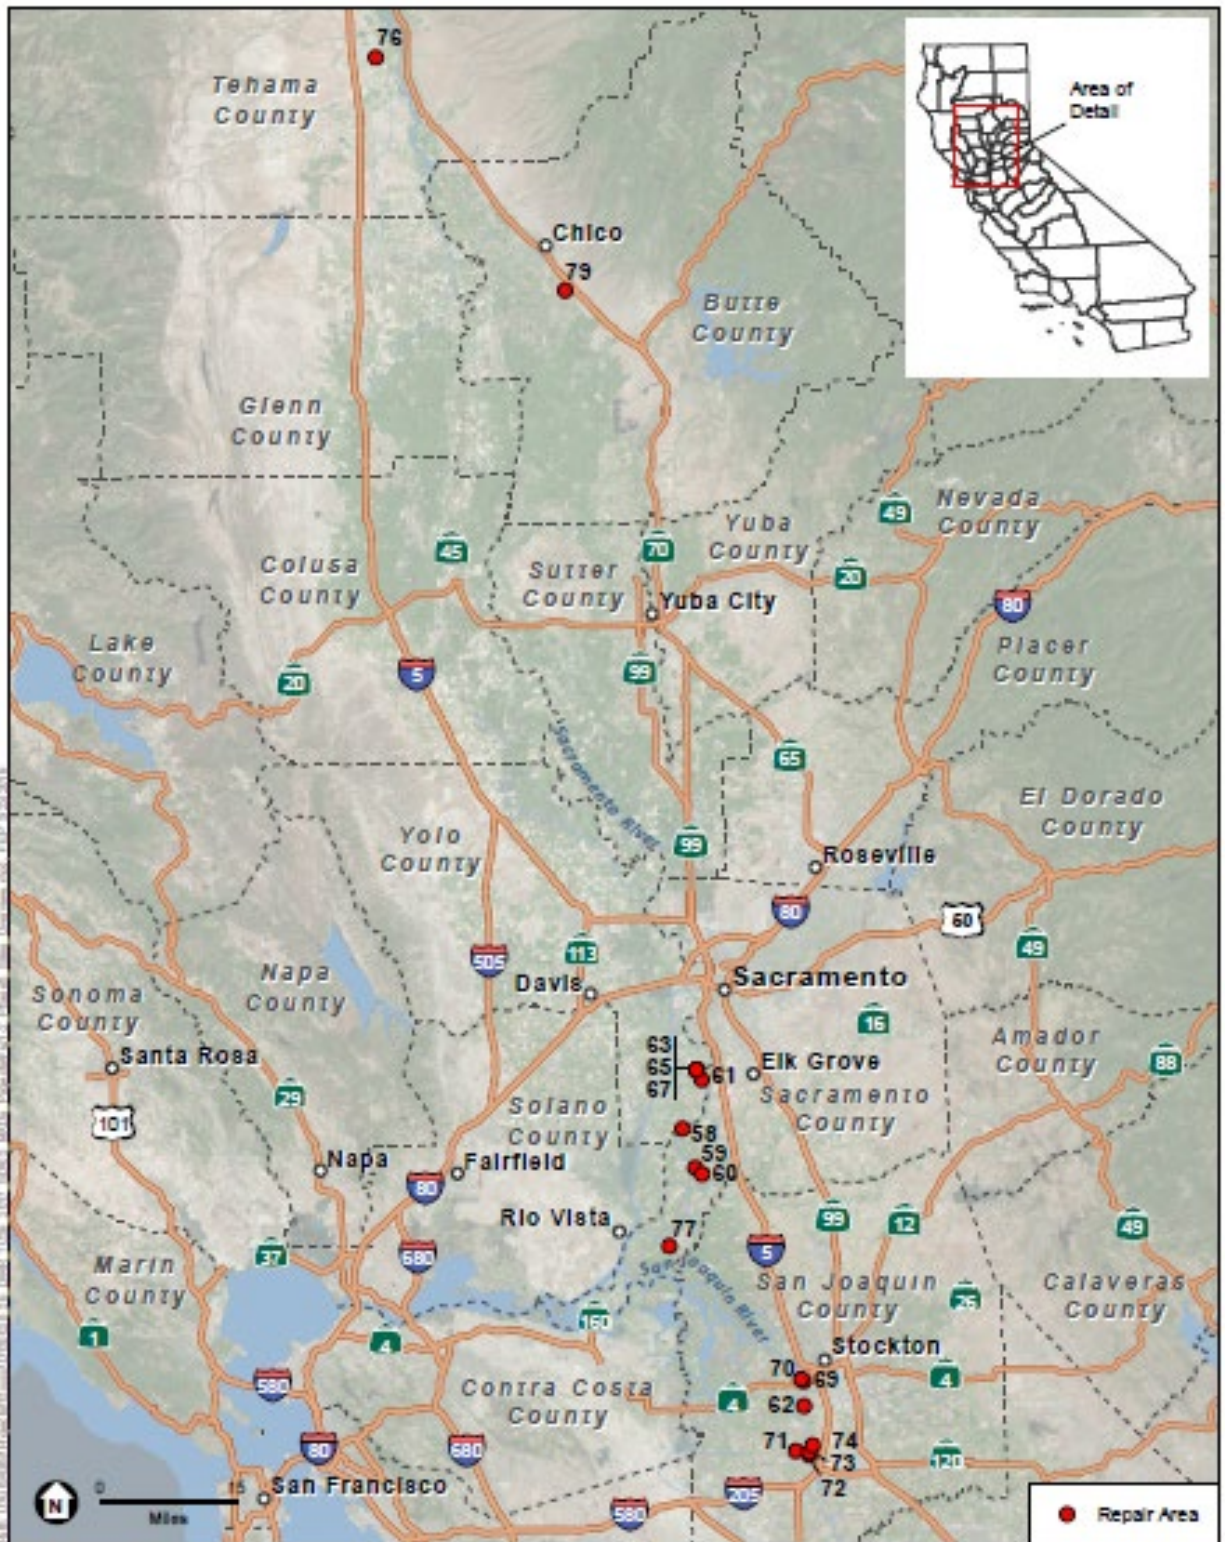 76
Tehama
County
Area of
Detail
Chico
79
Butte
County
Glenn
County
49
Nevada
County
45
70
Yuba
County
Colusa
County
Sutter
County
20
Yuba City
80
Lake
County
Placer
County
20
5
99
65
Sacramento River
El Dorado
County
Yolo
County
99
Roseville
80
60
49
505
113
Napa
County
Davis
Sacramento
Sonoma
County
16
Amador
County
88
Santa Rosa
63
65
67
61
Elk Grove
29
101
Solano
County
Sacramento
County
58
59
60
Napa
Fairfield
80
Rio Vista
99
12
49
77
5
37
680
San Joaquin River
Marin
County
San Joaquin
County
26
Calaveras
County
160
1
4
Stockton
70
69
4
580
Contra Costa
County
4
62
71
74
73
72
80
680
120
San Francisco
205
580
N
0
15
Miles
Repair Area